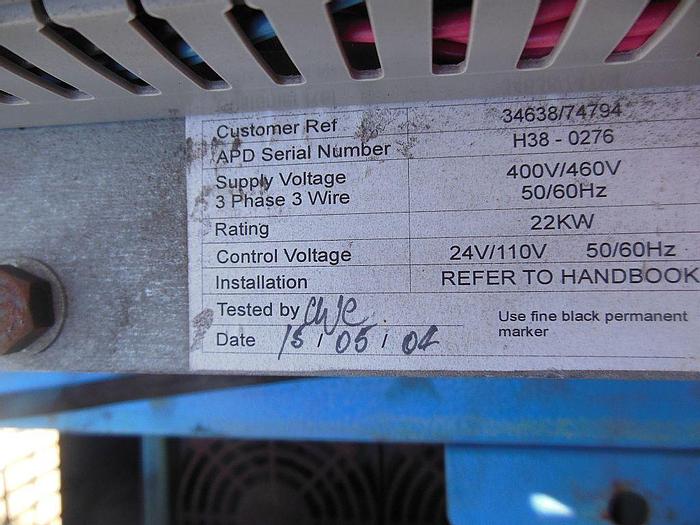 Customer Ref 34638/74794
APD Serial Number H38 - 0276
Supply Voltage 400V/460V
3 Phase 3 Wire 50/60Hz
Rating 22KW
Control Voltage 24V/110V 50/60Hz
Installation REFER TO HANDBOOK
Tested by
Use fine black permanent
marker
Date 15/05/04